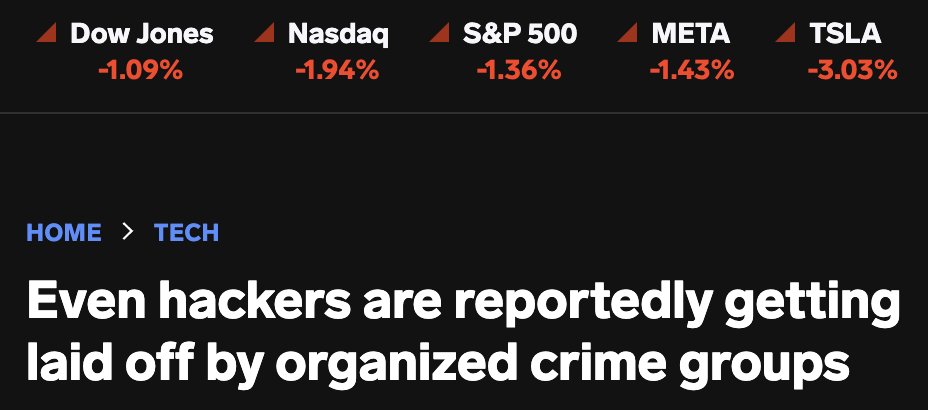 Dow Jones Nasdaq S&P 500 META TSLA
-1.09% -1.94% -1.36% -1.43% -3.03%
HOME > TECH
Even hackers are reportedly getting
laid off by organized crime groups